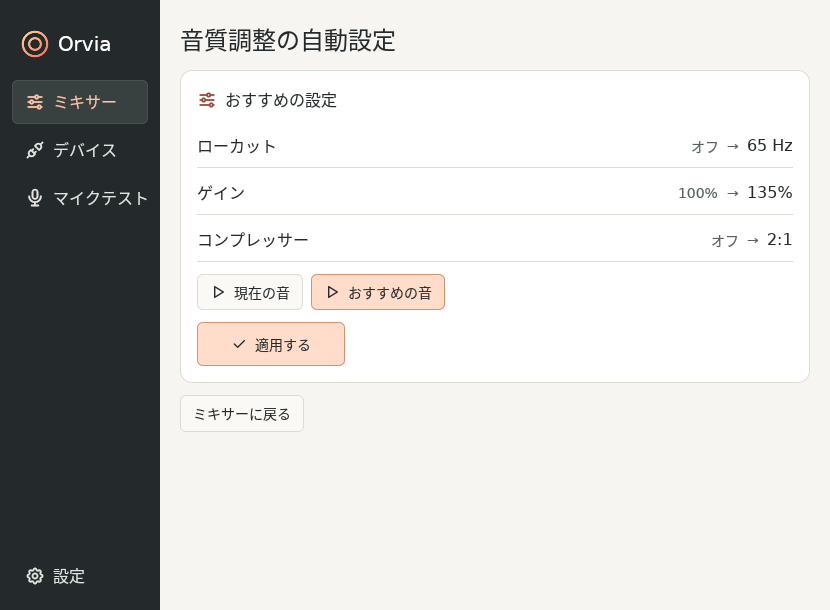 Orvia
ミキサー
デバイス
マイクテスト
設定
音質調整の自動設定
おすすめの設定
ローカット オフ → 65 Hz
ゲイン 100% → 135%
コンプレッサー オフ → 2:1
現在の音 おすすめの音
適用する
ミキサーに戻る